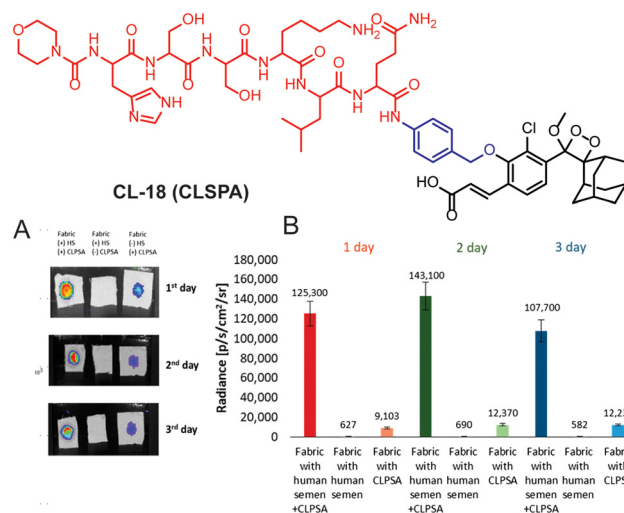 O
N
O
H
N
O
OH
N
H
O
H
N
OH
O
N
H
NH₂
O
H
N
O
N
H
O
NH₂
O
HN
N
NH
O
Cl
O
O-O
HO
O
CL-18 (CLSPA)
A
Fabric
(+) HS
(+) CLPSA
Fabric
(+) HS
(-) CLPSA
Fabric
(-) HS
(+) CLPSA
1st day
2nd day
3rd day
B
1 day
2 day
3 day
Radiance [p/s/cm²/sr]
180,000
160,000
140,000
120,000
100,000
80,000
60,000
40,000
20,000
0
125,300
627
9,103
143,100
690
12,370
107,700
582
Fabric with human semen +CLPSA
Fabric with human semen
Fabric with CLPSA
Fabric with human semen +CLPSA
Fabric with human semen
Fabric with CLPSA
Fabric with human semen +CLPSA
Fabric with human semen